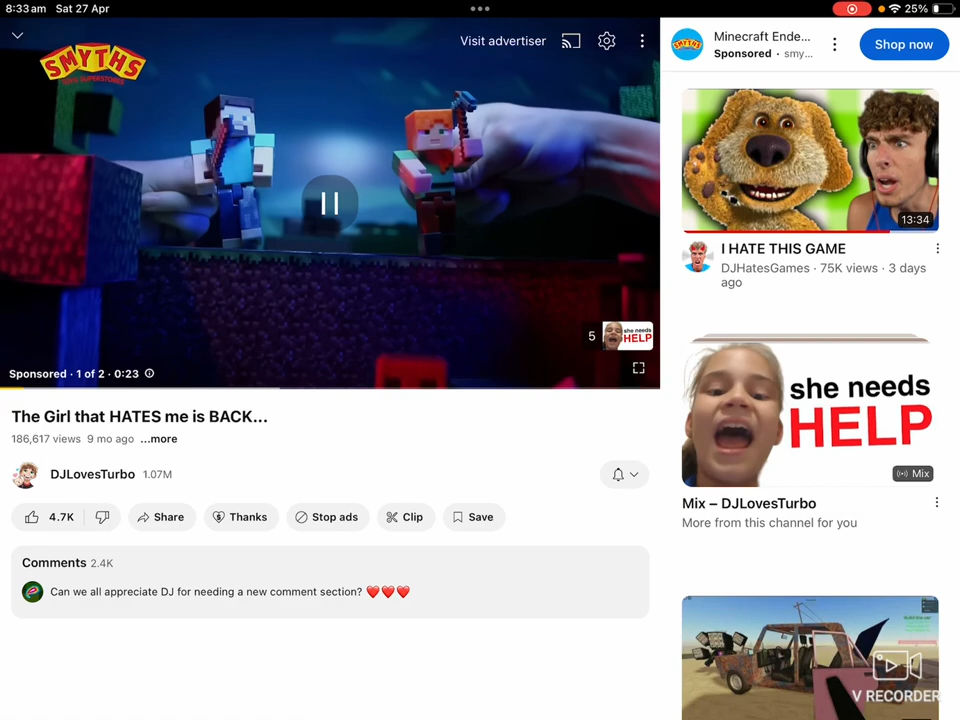 8:33am Sat 27 Apr
25%
SMYTHS
TOYS SUPERSTORES
Visit advertiser
5
she needs
HELP
Sponsored · 1 of 2 · 0:23
The Girl that HATES me is BACK...
186,617 views 9 mo ago ...more
DJLovesTurbo 1.07M
4.7K
Share
Thanks
Stop ads
Clip
Save
Comments 2.4K
Can we all appreciate DJ for needing a new comment section? ❤️❤️❤️
SMYTHS
Minecraft Ende...
Sponsored · smy...
Shop now
13:34
I HATE THIS GAME
DJHatesGames · 75K views · 3 days
ago
she needs
HELP
Mix
Mix – DJLovesTurbo
More from this channel for you
V RECORDER